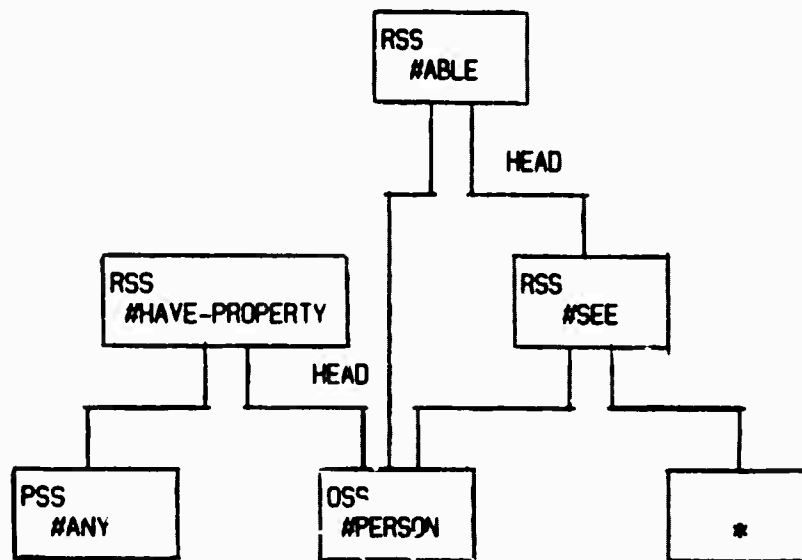 RSS
#ABLE
HEAD
RSS
#HAVE-PROPERTY
RSS
#SEE
HEAD
PSS
#ANY
OSS
#PERSON
*